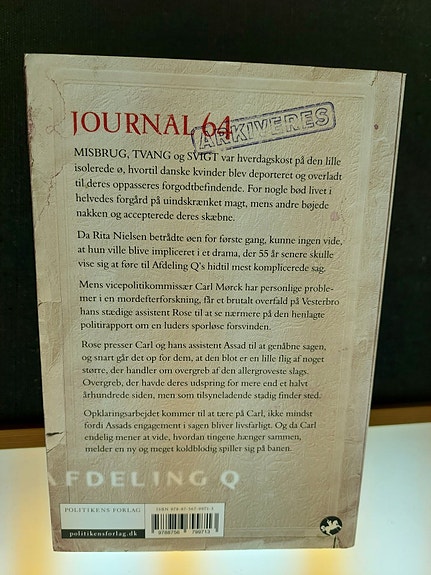 JOURNAL 64
ARKIVERES
MISBRUG, TVANG og SVIGT var hverdagskost på den lille
isolerede ø, hvortil danske kvinder blev deporteret og overladt
til deres oppasseres forgodtbefindende. For nogle bød livet i
helvedes forgård på uindskrænket magt, mens andre bøjede
nakken og accepterede deres skæbne.
Da Rita Nielsen betrådte øen for første gang, kunne ingen vide,
at hun ville blive impliceret i et drama, der 55 år senere skulle
vise sig at føre til Afdeling Q's hidtil mest komplicerede sag.
Mens vicepolitikommissær Carl Mørck har personlige proble-
mer i en mordefterforskning, får et brutalt overfald på Vesterbro
hans stædige assistent Rose til at se nærmere på den henlagte
politirapport om en luders sporløse forsvinden.
Rose presser Carl og hans assistent Assad til at genåbne sagen,
og snart går det op for dem, at den blot er en lille flig af noget
større, der handler om overgreb af den allergroveste slags.
Overgreb, der havde deres udspring for mere end et halvt
århundrede siden, men som tilsyneladende stadig finder sted.
Opklaringsarbejdet kommer til at tære på Carl, ikke mindst
fordi Assads engagement i sagen bliver livsfarligt. Og da Carl
endelig mener at vide, hvordan tingene hænger sammen,
melder en ny og meget koldblodig spiller sig på banen.
AFDELING Q
POLITIKENS FORLAG
politikensforlag.dk